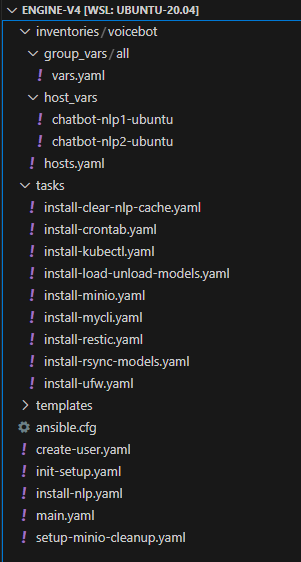 ENGINE-V4 [WSL: UBUNTU-20.04]
inventories / voicebot
group_vars / all
! vars.yaml
host_vars
! chatbot-nlp1-ubuntu
! chatbot-nlp2-ubuntu
! hosts.yaml
tasks
! install-clear-nlp-cache.yaml
! install-crontab.yaml
! install-kubectl.yaml
! install-load-unload-models.yaml
! install-minio.yaml
! install-mycli.yaml
! install-restic.yaml
! install-rsync-models.yaml
! install-ufw.yaml
templates
ansible.cfg
! create-user.yaml
! init-setup.yaml
! install-nlp.yaml
! main.yaml
! setup-minio-cleanup.yaml